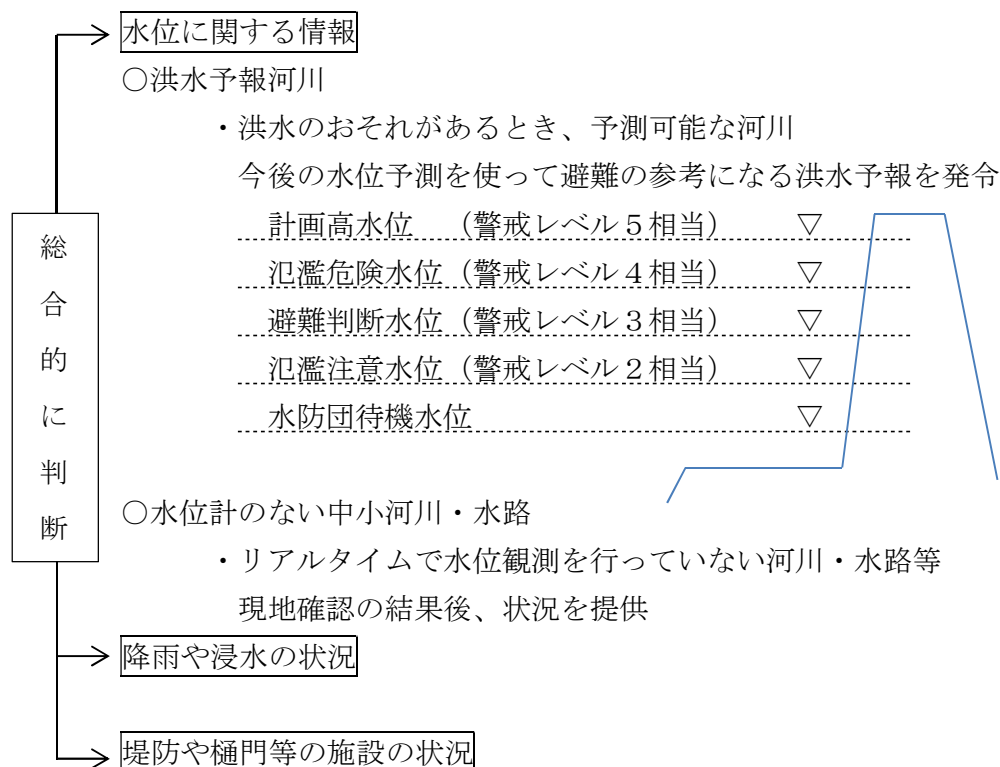 水位に関する情報
○洪水予報河川
・洪水のおそれがあるとき、予測可能な河川
今後の水位予測を使って避難の参考になる洪水予報を発令
計画高水位 （警戒レベル５相当） ▽
氾濫危険水位（警戒レベル４相当） ▽
避難判断水位（警戒レベル３相当） ▽
氾濫注意水位（警戒レベル２相当） ▽
水防団待機水位 ▽
総合的に判断
○水位計のない中小河川・水路
・リアルタイムで水位観測を行っていない河川・水路等
現地確認の結果後、状況を提供
降雨や浸水の状況
堤防や樋門等の施設の状況